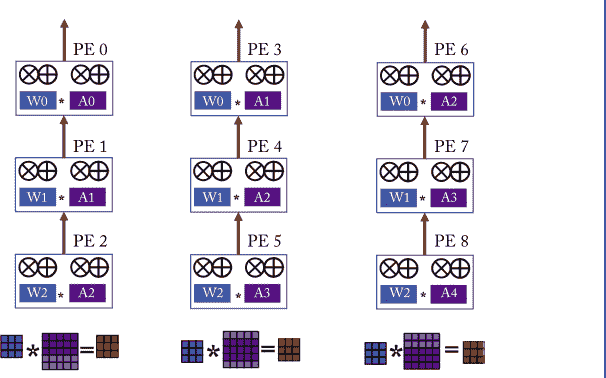 PE 0 PE 3 PE 6
W0 * A0 W0 * A1 W0 * A2
PE 1 PE 4 PE 7
W1 * A1 W1 * A2 W1 * A3
PE 2 PE 5 PE 8
W2 * A2 W2 * A3 W2 * A4
* = * = * =